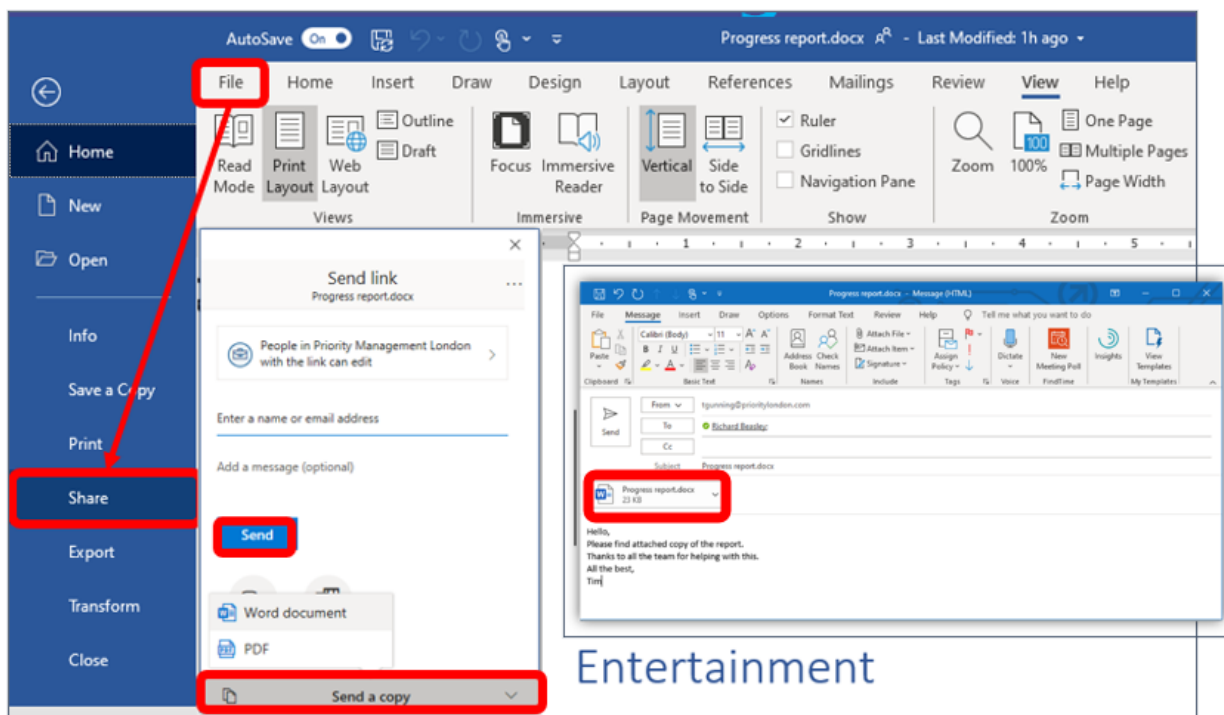 AutoSave On Progress report.docx - Last Modified: 1h ago
File Home Insert Draw Design Layout References Mailings Review View Help
Home
New
Open
Info
Save a Copy
Print
Share
Export
Transform
Close
Read Mode
Print Layout
Web Layout
Outline
Draft
Views
Focus
Immersive Reader
Immersive
Vertical
Side to Side
Page Movement
Ruler
Gridlines
Navigation Pane
Show
Zoom
100
100%
One Page
Multiple Pages
Page Width
Zoom
1 2 3 4 5
Send link
Progress report.docx
People in Priority Management London
with the link can edit
Enter a name or email address
Add a message (optional)
Send
Word document
PDF
Send a copy
Progress report.docx - Message (HTML)
File Message Insert Draw Options Format Text Review Help Tell me what you want to do
Paste
Clipboard
Calibri (Body) 11 A A
B I U
Basic Text
Address Book
Check Names
Names
Attach File
Attach Item
Signature
Include
Assign Policy
Tags
Dictate
Voice
New Meeting Poll
FindTime
Insights
View Templates
My Templates
Send
From tgunning@prioritylondon.com
To Richard Beasley;
Cc
Subject Progress report.docx
Progress report.docx
23 KB
Hello,
Please find attached copy of the report.
Thanks to all the team for helping with this.
All the best,
Tim
Entertainment